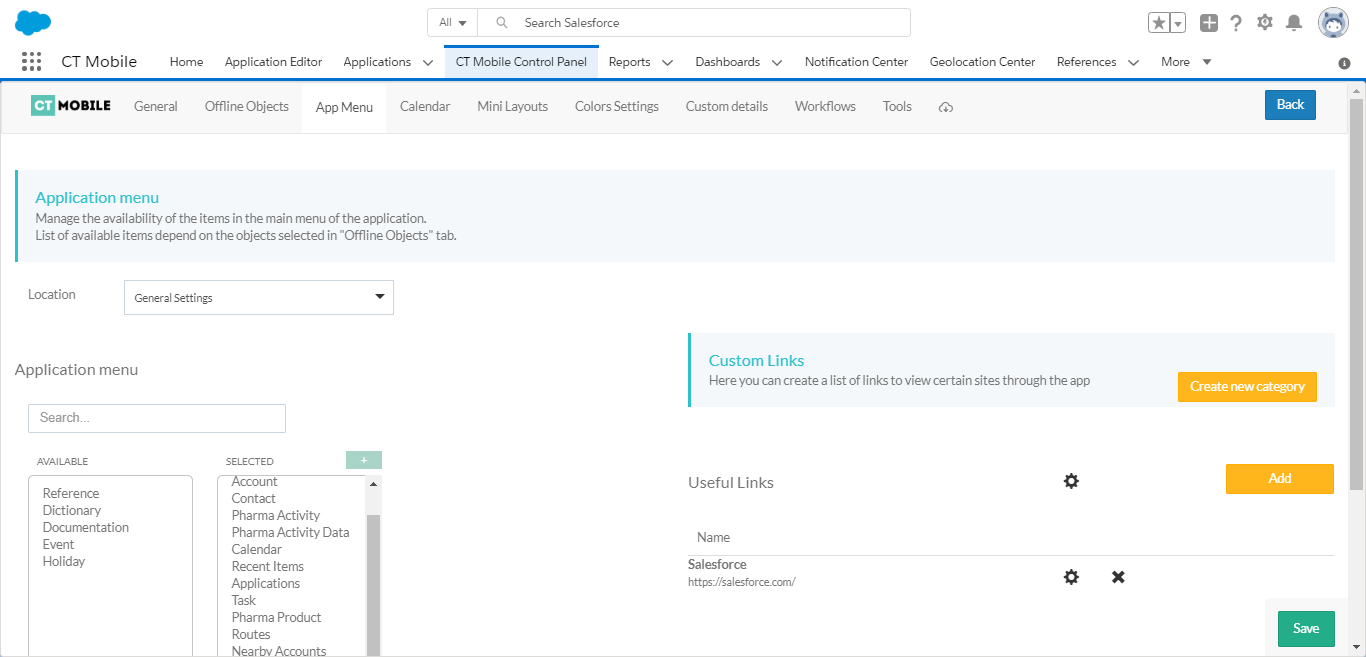 All
Search Salesforce
CT Mobile
Home
Application Editor
Applications
CT Mobile Control Panel
Reports
Dashboards
Notification Center
Geolocation Center
References
More
CT MOBILE
General
Offline Objects
App Menu
Calendar
Mini Layouts
Colors Settings
Custom details
Workflows
Tools
Back
Application menu
Manage the availability of the items in the main menu of the application.
List of available items depend on the objects selected in "Offline Objects" tab.
Location
General Settings
Application menu
Search...
AVAILABLE
Reference
Dictionary
Documentation
Event
Holiday
SELECTED
+
Account
Contact
Pharma Activity
Pharma Activity Data
Calendar
Recent Items
Applications
Task
Pharma Product
Routes
Nearby Accounts
Custom Links
Here you can create a list of links to view certain sites through the app
Create new category
Useful Links
Add
Name
Salesforce
https://salesforce.com/
Save